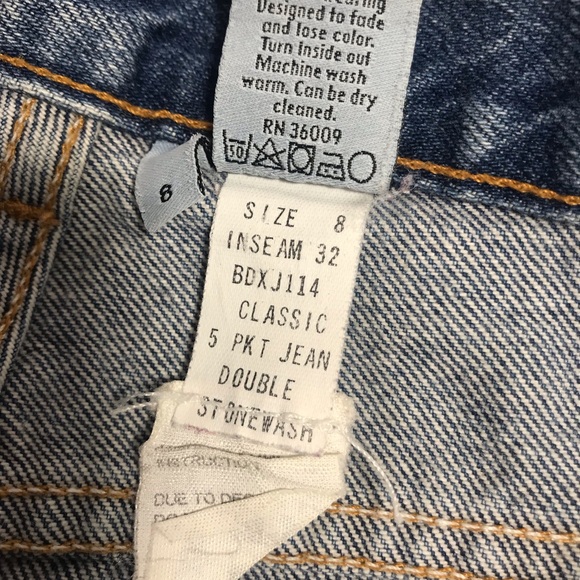 Designed to fade
and lose color.
Turn Inside out
Machine wash
warm. Can be dry
cleaned.
RN 36009
8
SIZE 8
INSEAM 32
BDXJ114
CLASSIC
5 PKT JEAN
DOUBLE
STONEWASH
INSTRUCTION
DUE TO